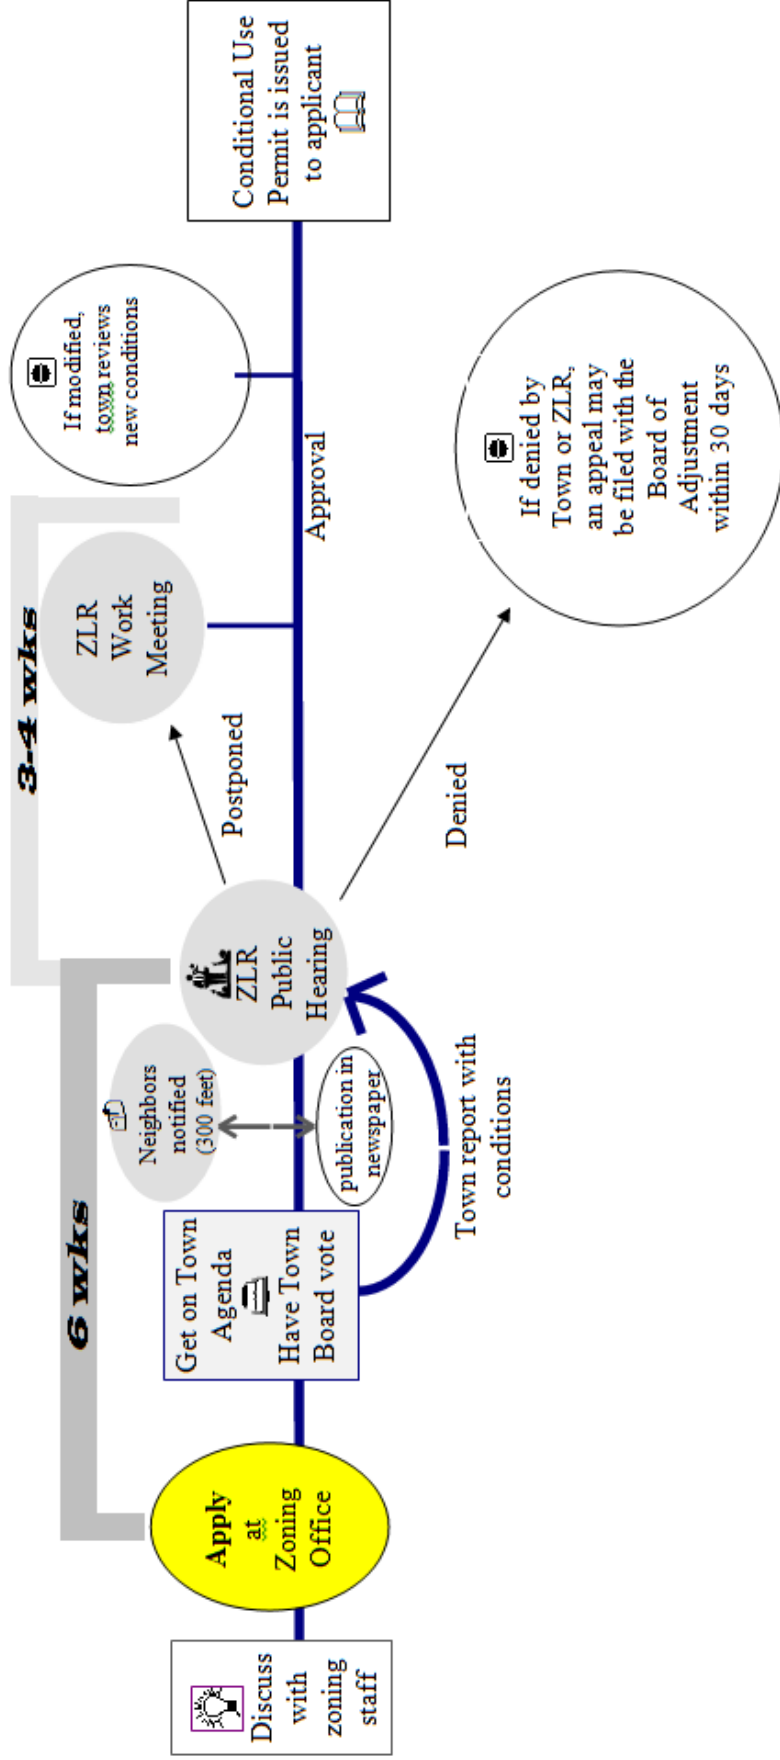 Discuss
with
zoning
staff
Apply
at
Zoning
Office
6 wks
Get on Town
Agenda
Have Town
Board vote
Neighbors
notified
(300 feet)
publication in
newspaper
Town report with
conditions
ZLR
Public
Hearing
3-4 wks
Postponed
Denied
ZLR
Work
Meeting
Approval
If modified,
town reviews
new conditions
If denied by
Town or ZLR,
an appeal may
be filed with the
Board of
Adjustment
within 30 days
Conditional Use
Permit is issued
to applicant